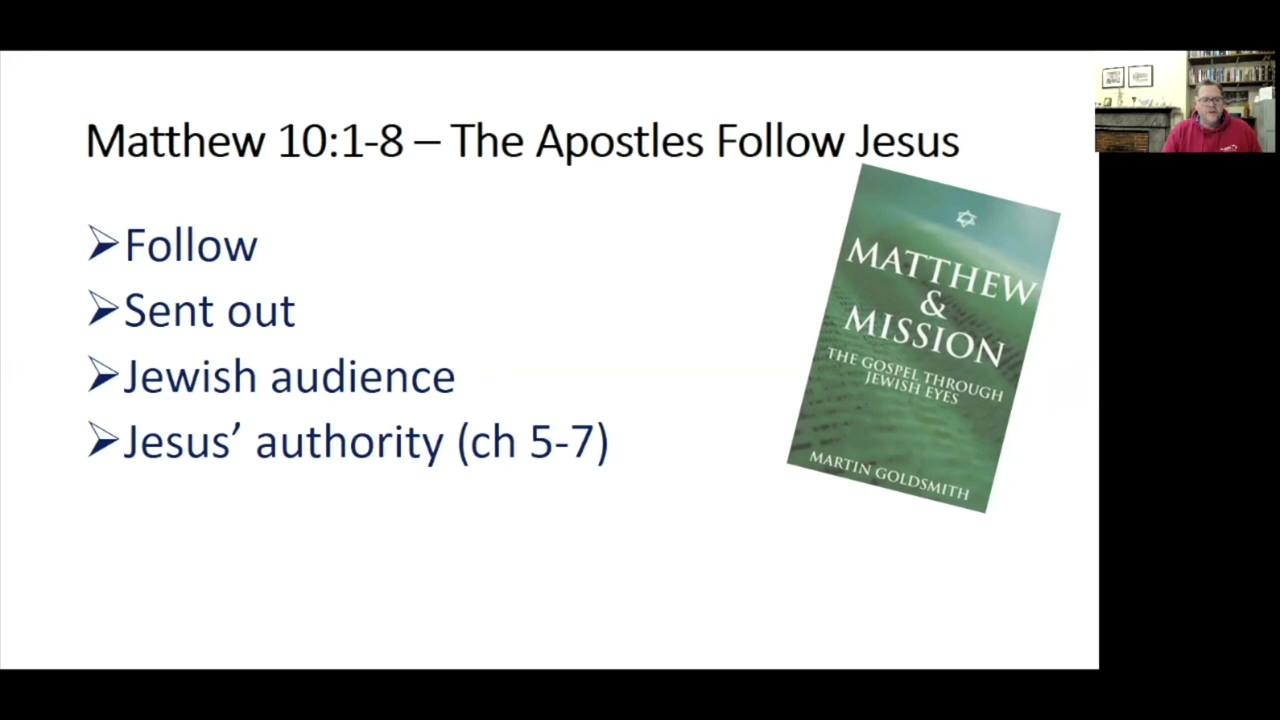 Matthew 10:1-8 – The Apostles Follow Jesus
Follow
Sent out
Jewish audience
Jesus’ authority (ch 5-7)
MATTHEW
&
MISSION
THE GOSPEL THROUGH
JEWISH EYES
MARTIN GOLDSMITH